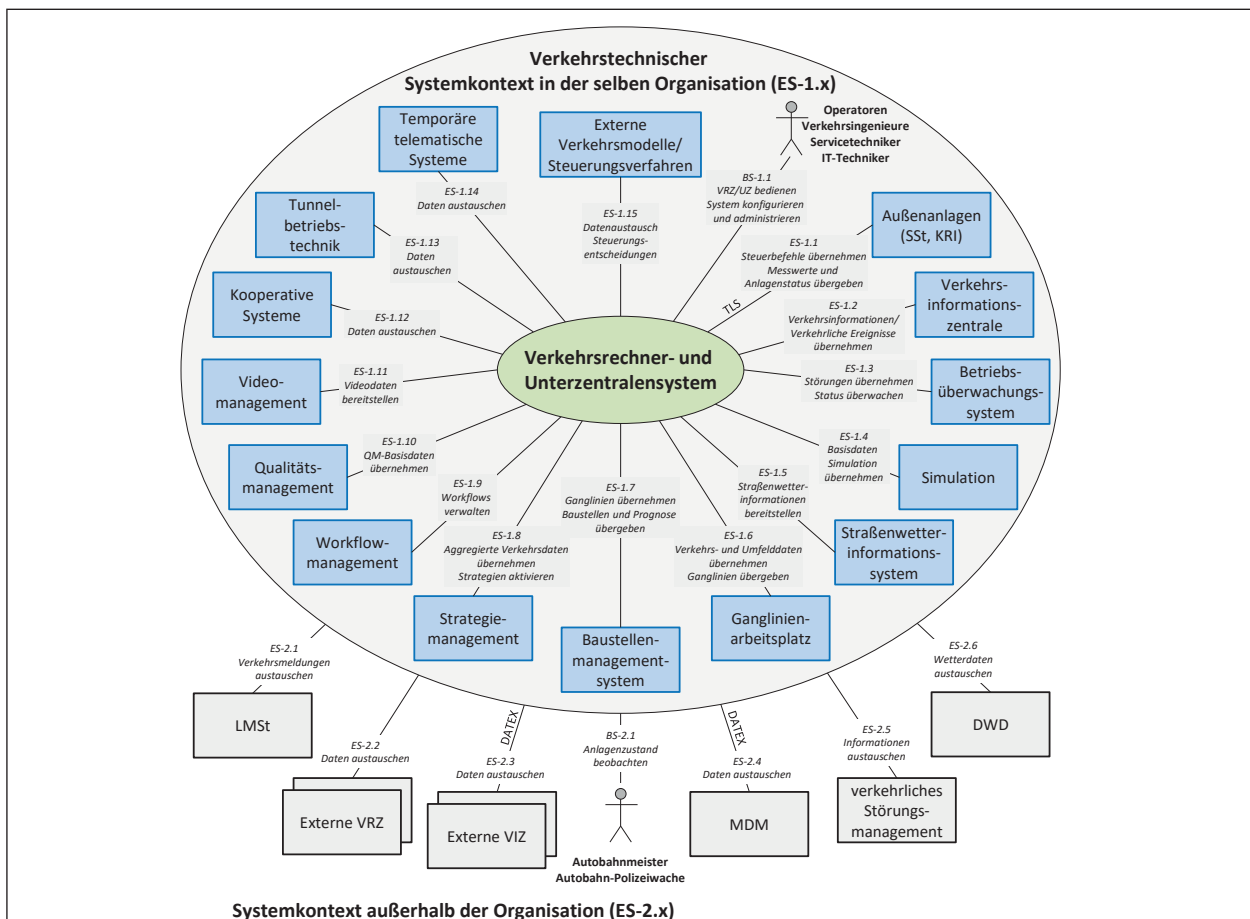 Verkehrstechnischer
Systemkontext in der selben Organisation (ES-1.x)
Operatoren
Verkehrsingenieure
Servicetechniker
IT-Techniker
Temporäre
telematische
Systeme
Externe
Verkehrsmodelle/
Steuerungsverfahren
BS-1.1
VRZ/UZ bedienen
System konfigurieren
und administrieren
ES-1.14
Daten austauschen
ES-1.15
Datenaustausch
Steuerungs-
entscheidungen
Tunnel-
betriebs-
technik
ES-1.13
Daten
austauschen
ES-1.1
Steuerbefehle übernehmen
Messwerte und
Anlagenstatus übergeben
TLS
Außenanlagen
(SSt, KRI)
Kooperative
Systeme
ES-1.12
Daten austauschen
ES-1.2
Verkehrsinformationen/
Verkehrliche Ereignisse
übernehmen
Verkehrs-
informations-
zentrale
Verkehrsrechner- und
Unterzentralensystem
Video-
management
ES-1.11
Videodaten
bereitstellen
ES-1.3
Störungen übernehmen
Status überwachen
Betriebs-
überwachungs-
system
Qualitäts-
management
ES-1.10
QM-Basisdaten
übernehmen
ES-1.4
Basisdaten
Simulation
übernehmen
Simulation
ES-1.9
Workflows
verwalten
Workflow-
management
ES-1.5
Straßenwetter-
informationen
bereitstellen
Straßenwetter-
informations-
system
ES-1.8
Aggregierte Verkehrsdaten
übernehmen
Strategien aktivieren
Strategie-
management
ES-1.7
Ganglinien übernehmen
Baustellen und Prognose
übergeben
Baustellen-
management-
system
ES-1.6
Verkehrs- und Umfelddaten
übernehmen
Ganglinien übergeben
Ganglinien-
arbeitsplatz
ES-2.1
Verkehrsmeldungen
austauschen
LMSt
ES-2.2
Daten austauschen
Externe VRZ
DATEX
ES-2.3
Daten austauschen
Externe VIZ
BS-2.1
Anlagenzustand
beobachten
Autobahnmeister
Autobahn-Polizeiwache
DATEX
ES-2.4
Daten austauschen
MDM
ES-2.5
Informationen
austauschen
verkehrliches
Störungs-
management
ES-2.6
Wetterdaten
austauschen
DWD
Systemkontext außerhalb der Organisation (ES-2.x)